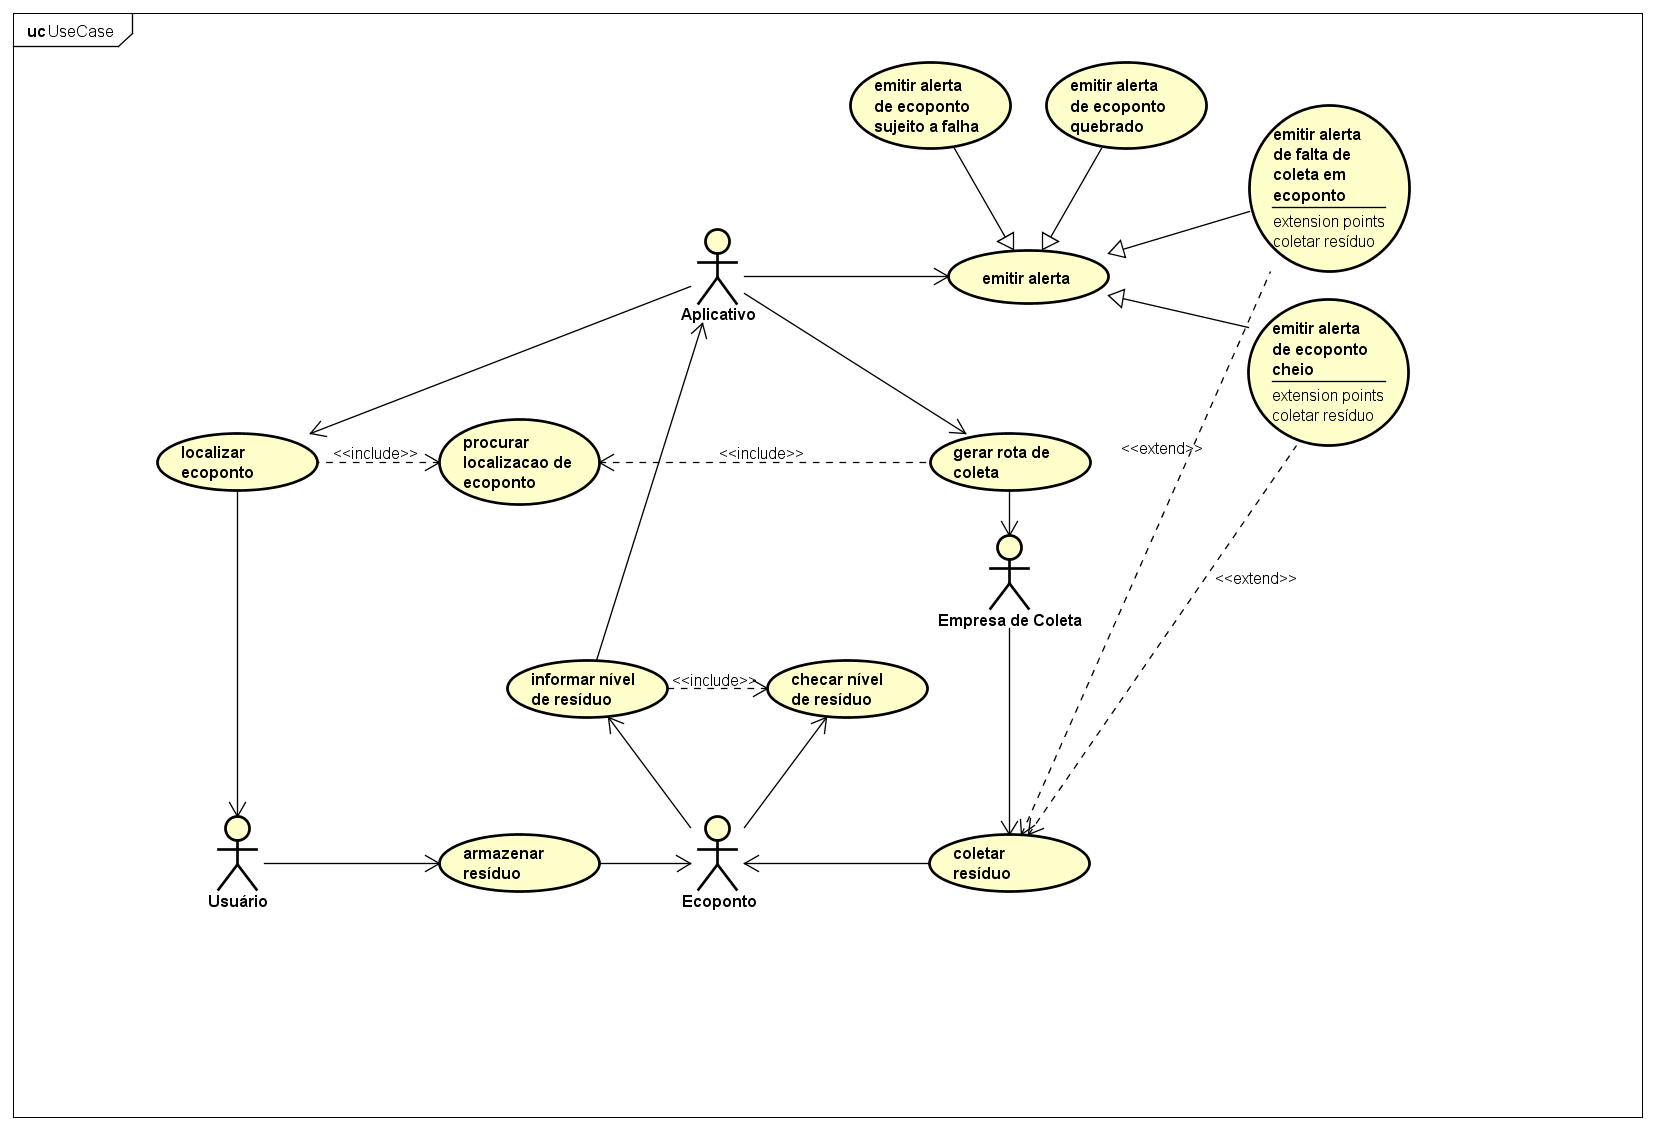 uc UseCase
emitir alerta
de ecoponto
sujeito a falha
emitir alerta
de ecoponto
quebrado
emitir alerta
de falta de
coleta em
ecoponto
extension points
coletar resíduo
Aplicativo
emitir alerta
emitir alerta
de ecoponto
cheio
extension points
coletar resíduo
localizar
ecoponto
<<include>>
procurar
localizacao de
ecoponto
<<include>>
gerar rota de
coleta
<<extend>>
<<extend>>
Empresa de Coleta
informar nível
de resíduo
<<include>>
checar nível
de resíduo
Usuário
armazenar
resíduo
Ecoponto
coletar
resíduo